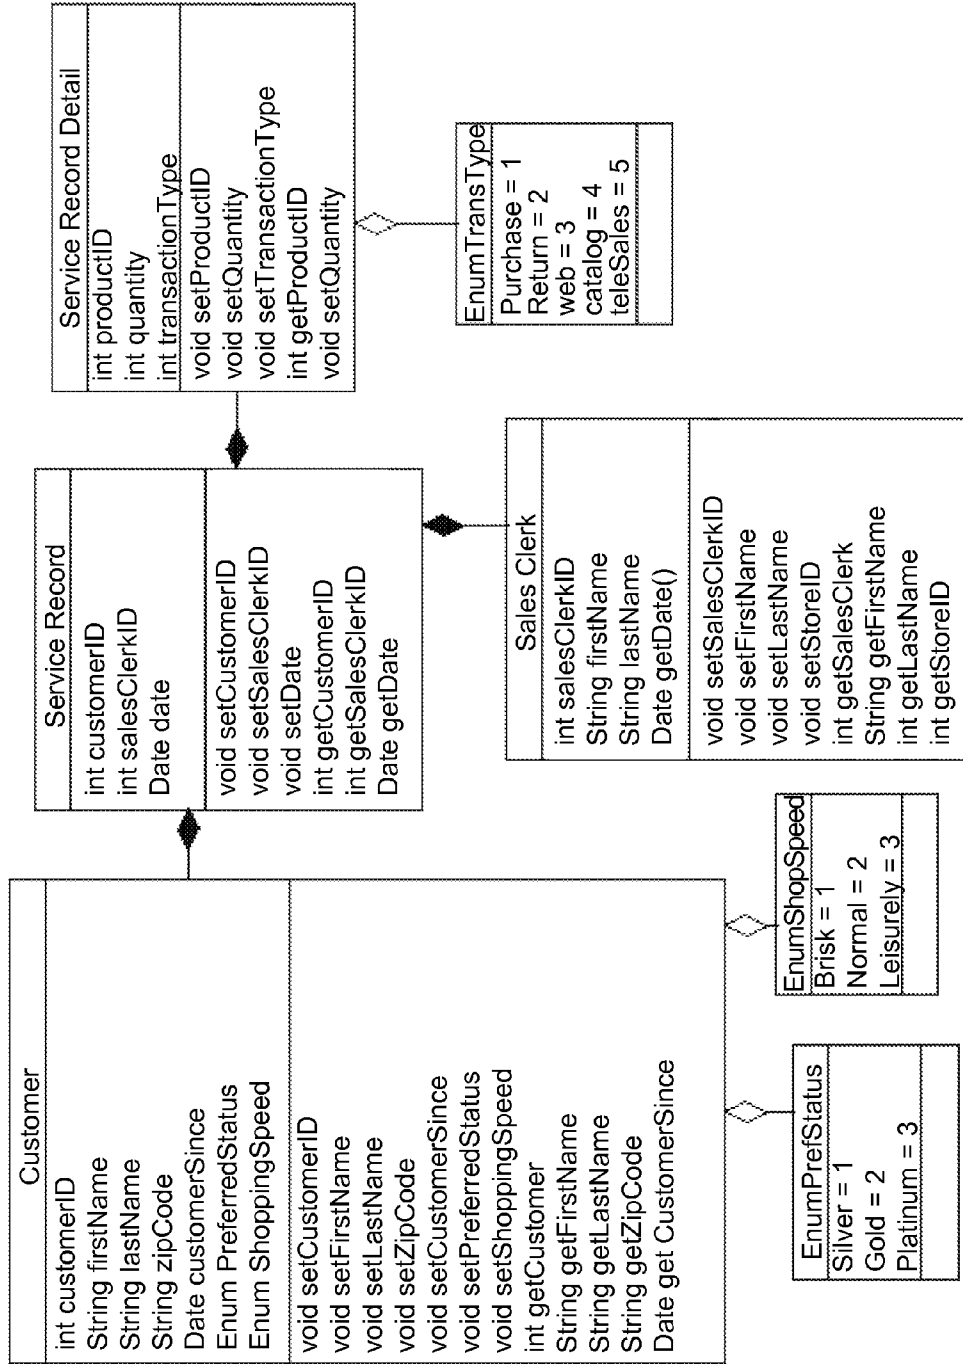 Customer
int customerID
String firstName
String lastName
String zipCode
Date customerSince
Enum PreferredStatus
Enum ShoppingSpeed
void setCustomerID
void setFirstName
void setLastName
void setZipCode
void setCustomerSince
void setPreferredStatus
void setShoppingSpeed
int getCustomer
String getFirstName
String getLastName
String getZipCode
Date get CustomerSince
EnumPrefStatus
Silver = 1
Gold = 2
Platinum = 3
EnumShopSpeed
Brisk = 1
Normal = 2
Leisurely = 3
Service Record
int customerID
int salesClerkID
Date date
void setCustomerID
void setSalesClerkID
void setDate
int getCustomerID
int getSalesClerkID
Date getDate
Sales Clerk
int salesClerkID
String firstName
String lastName
Date getDate()
void setSalesClerkID
void setFirstName
void setLastName
void setStoreID
int getSalesClerk
String getFirstName
int getLastName
int getStoreID
Service Record Detail
int productID
int quantity
int transactionType
void setProductID
void setQuantity
void setTransactionType
int getProductID
void setQuantity
EnumTransType
Purchase = 1
Return = 2
web = 3
catalog = 4
teleSales = 5